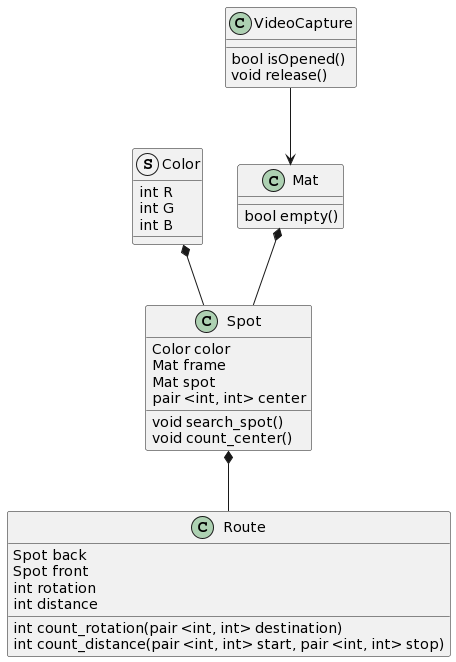 C VideoCapture
bool isOpened()
void release()
S Color
int R
int G
int B
C Mat
bool empty()
C Spot
Color color
Mat frame
Mat spot
pair <int, int> center
void search_spot()
void count_center()
C Route
Spot back
Spot front
int rotation
int distance
int count_rotation(pair <int, int> destination)
int count_distance(pair <int, int> start, pair <int, int> stop)